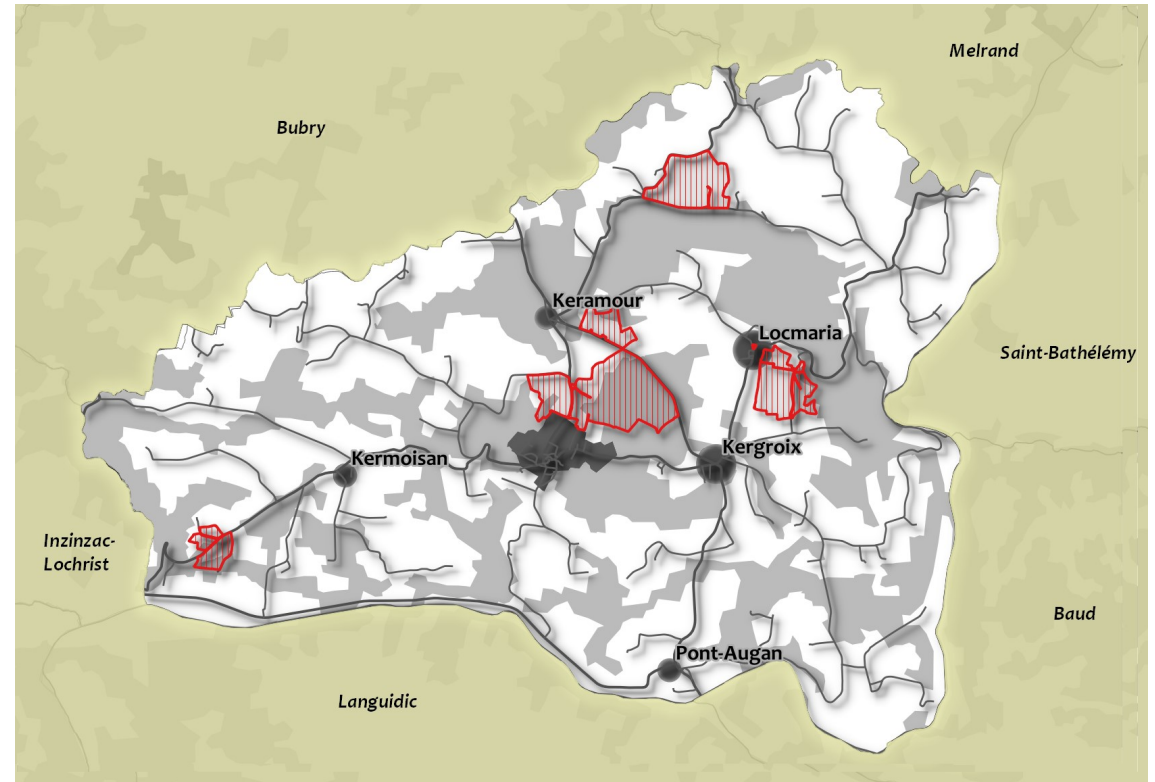 Melrand
Bubry
Keramour
Locmaria
Saint-Bathélémy
Kergroix
Kermoisan
Inzinzac-
Lochrist
Baud
Pont-Augan
Languidic